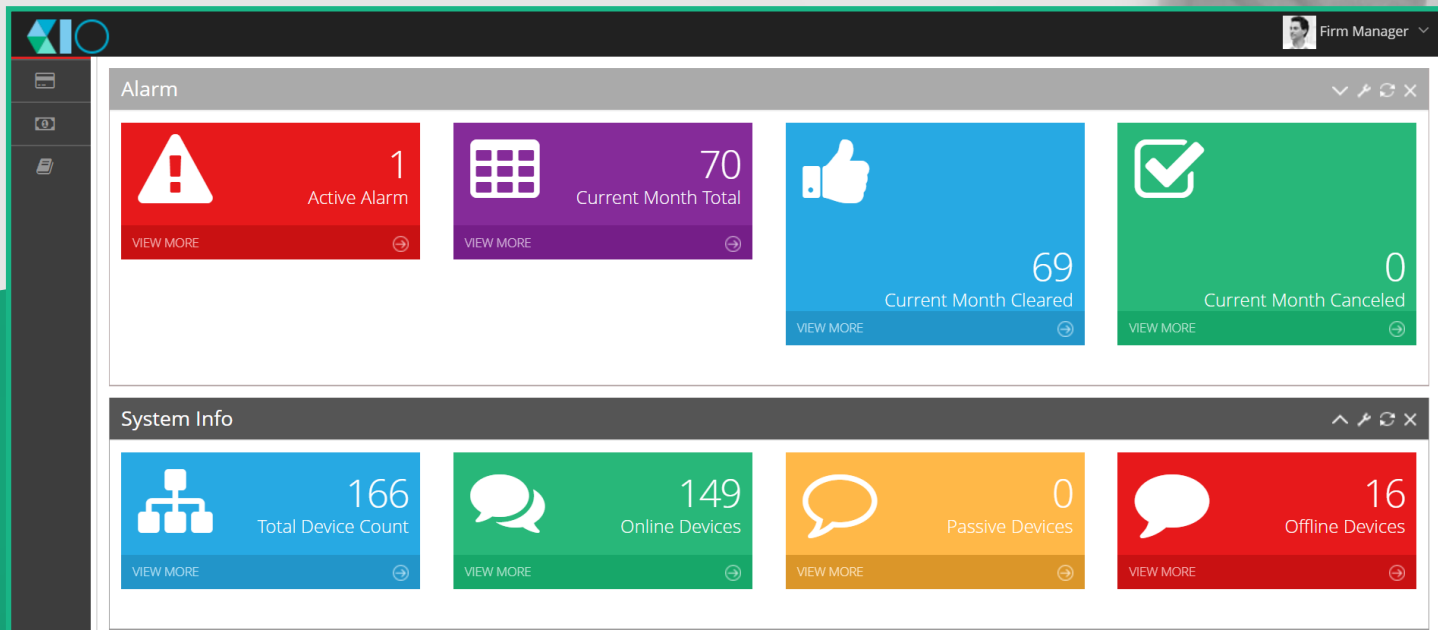 Firm Manager
Alarm
1
Active Alarm
VIEW MORE
70
Current Month Total
VIEW MORE
69
Current Month Cleared
VIEW MORE
0
Current Month Canceled
VIEW MORE
System Info
166
Total Device Count
VIEW MORE
149
Online Devices
VIEW MORE
0
Passive Devices
VIEW MORE
16
Offline Devices
VIEW MORE